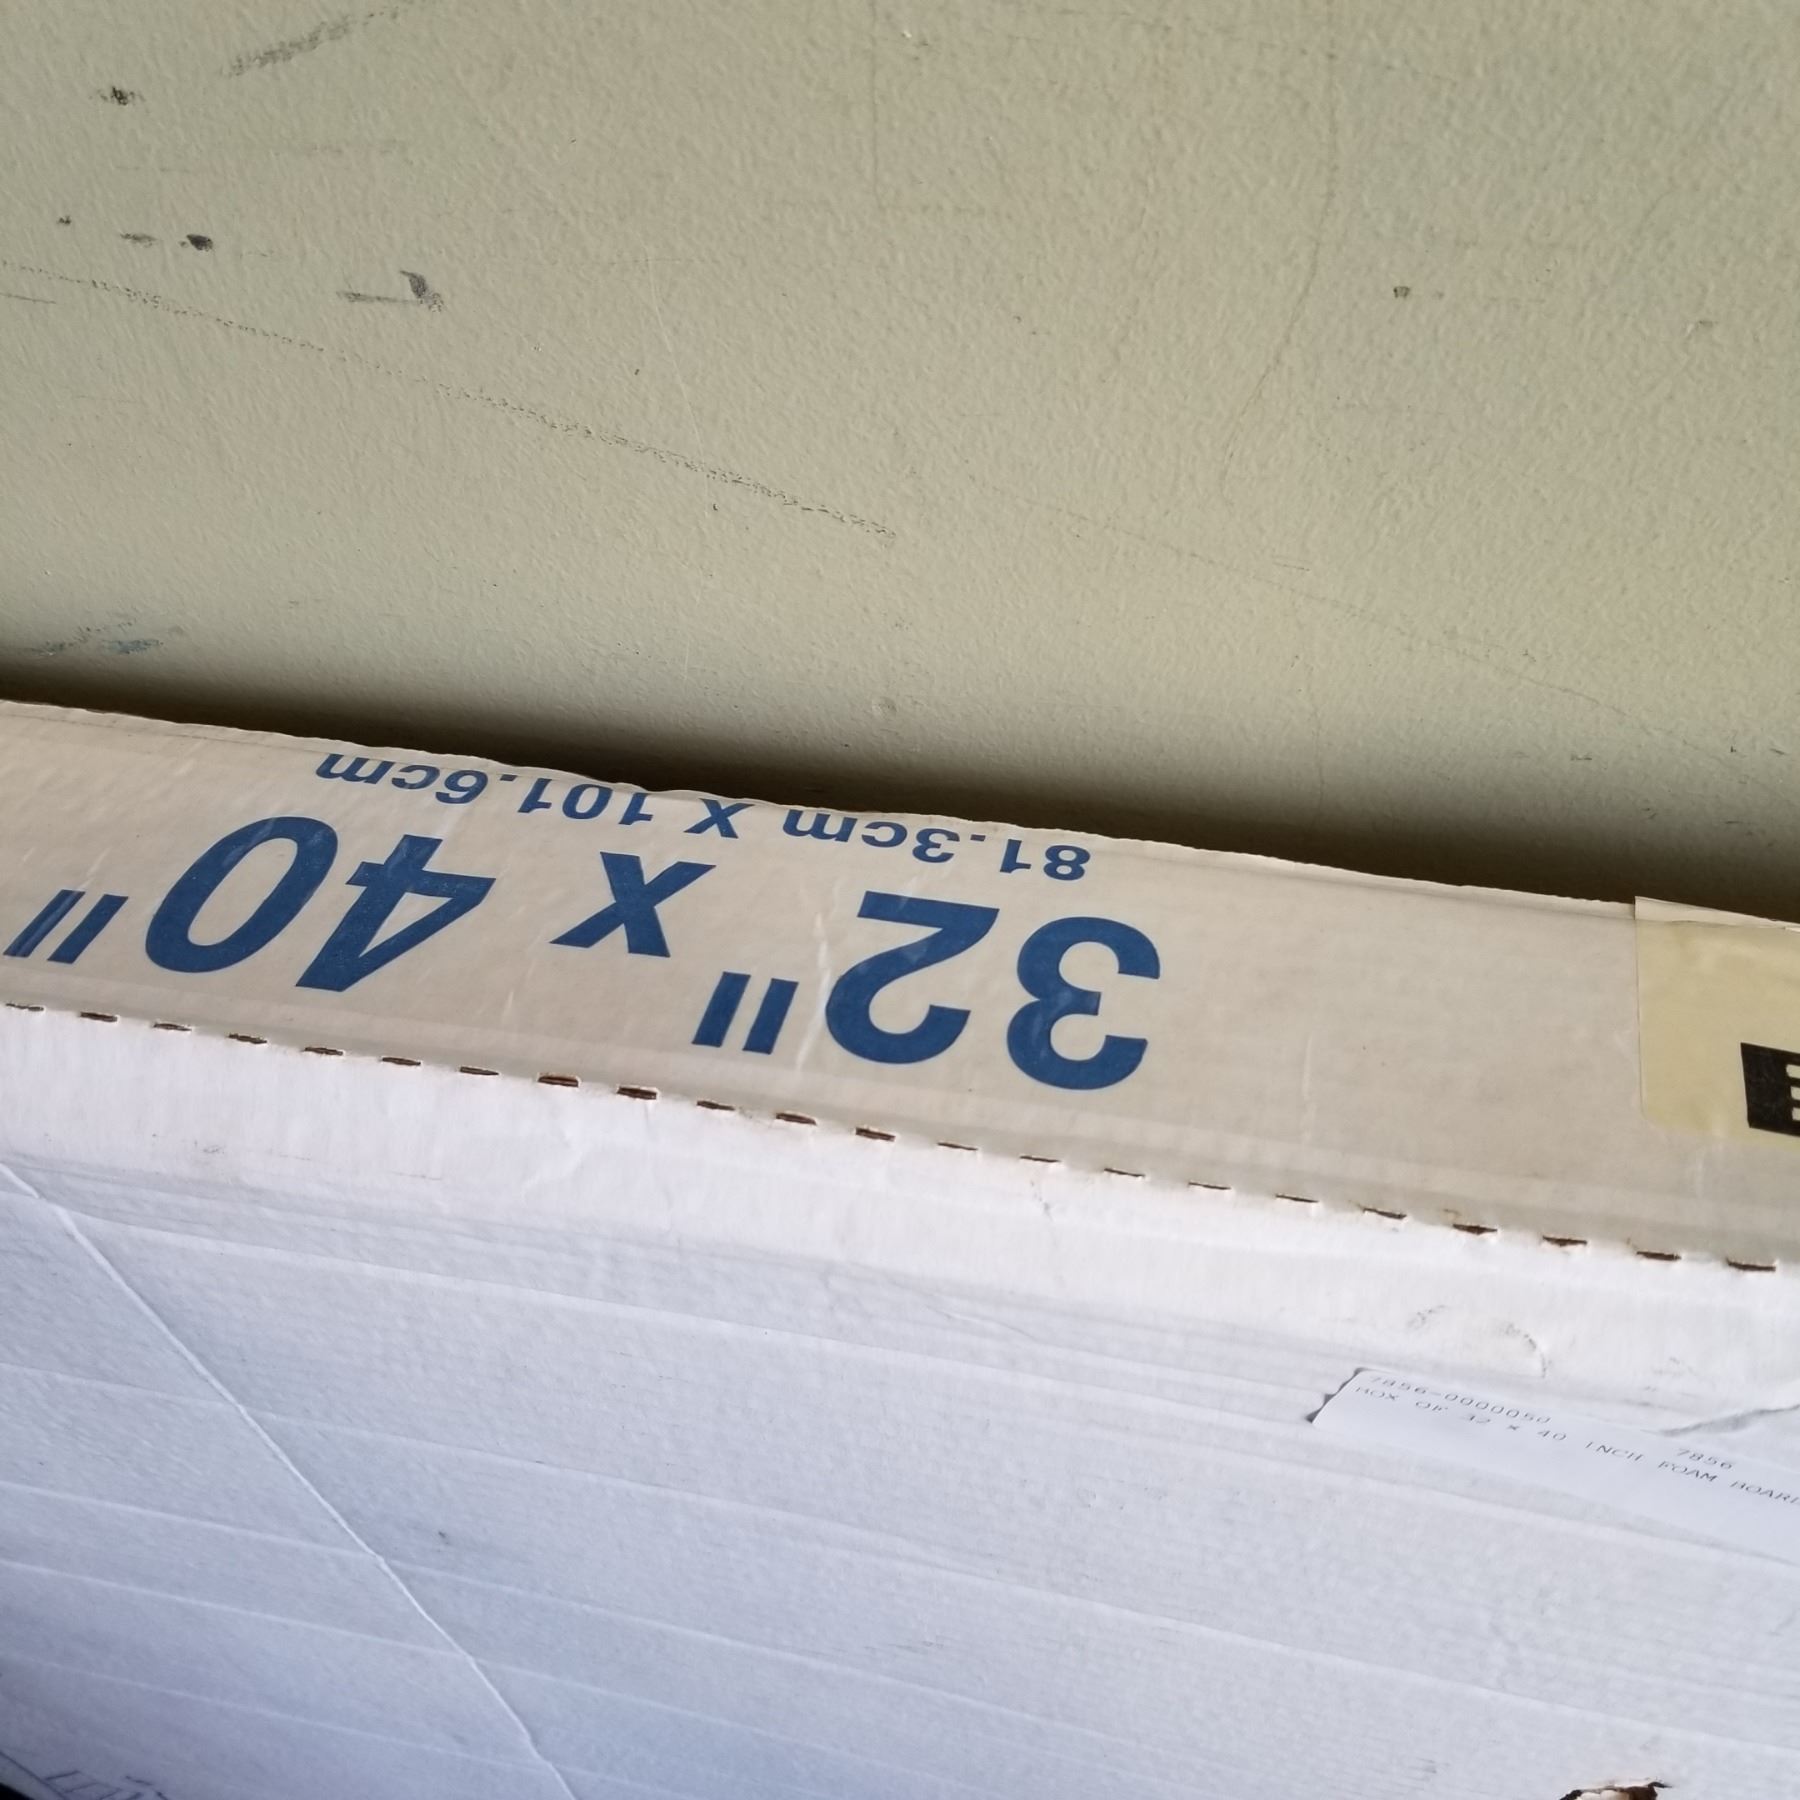 32" x 40"
81.3cm X 101.6cm
7856-0000050 7856
BOX OF 32 x 40 INCH FOAM BOARD